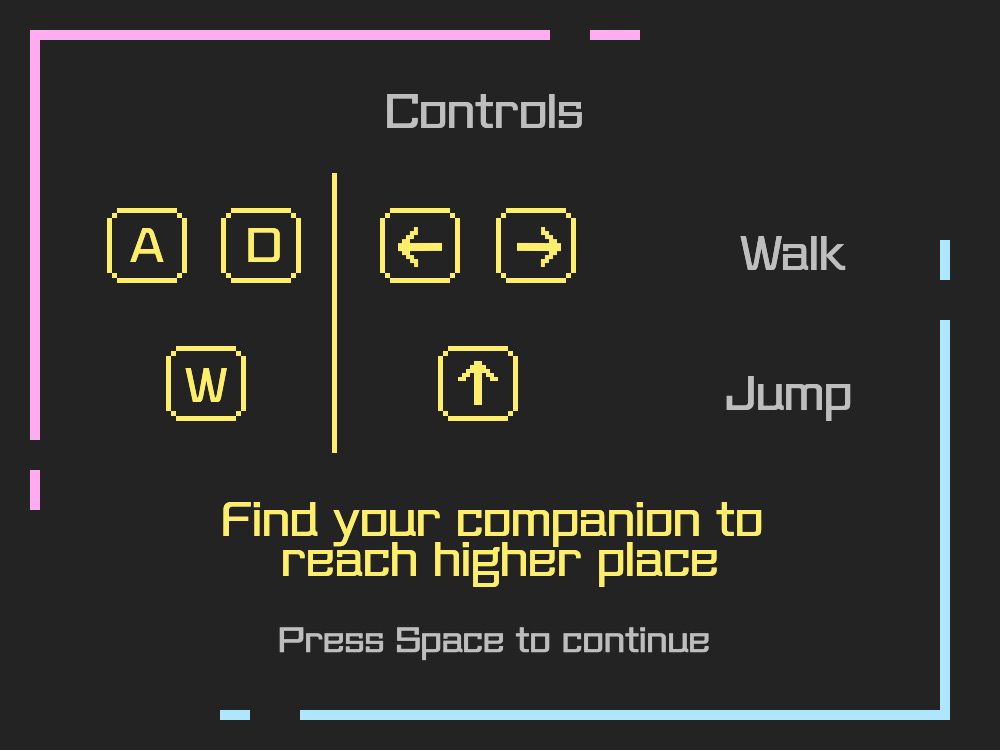 Controls
A D ← → Walk
W ↑ Jump
Find your companion to
reach higher place
Press Space to continue